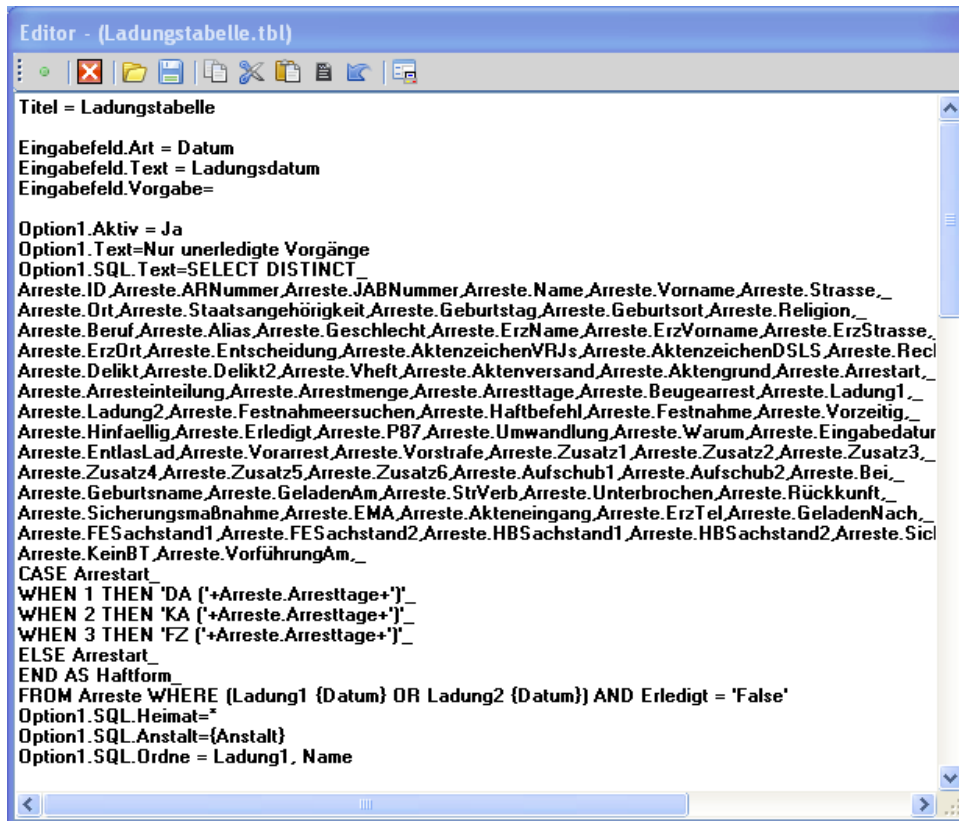 Editor - (Ladungstabelle.tbl)
Titel = Ladungstabelle
Eingabefeld.Art = Datum
Eingabefeld.Text = Ladungsdatum
Eingabefeld.Vorgabe=
Option1.Aktiv = Ja
Option1.Text=Nur unerledigte Vorgänge
Option1.SQL.Text=SELECT DISTINCT_
Arreste.ID,Arreste.ARNummer,Arreste.JABNummer,Arreste.Name,Arreste.Vorname,Arreste.Strasse,_
Arreste.Ort,Arreste.Staatsangehörigkeit,Arreste.Geburtstag,Arreste.Geburtsort,Arreste.Religion,_
Arreste.Beruf,Arreste.Alias,Arreste.Geschlecht,Arreste.ErzName,Arreste.ErzVorname,Arreste.ErzStrasse,_
Arreste.ErzOrt,Arreste.Entscheidung,Arreste.AktenzeichenVRJs,Arreste.AktenzeichenDSLS,Arreste.Recl
Arreste.Delikt,Arreste.Delikt2,Arreste.Vheft,Arreste.Aktenversand,Arreste.Aktengrund,Arreste.Arrestart,_
Arreste.Arresteinteilung,Arreste.Arrestmenge,Arreste.Arresttage,Arreste.Beugearrest,Arreste.Ladung1,_
Arreste.Ladung2,Arreste.Festnahmeersuchen,Arreste.Haftbefehl,Arreste.Festnahme,Arreste.Vorzeitig,_
Arreste.Hinfaellig,Arreste.Erledigt,Arreste.P87,Arreste.Umwandlung,Arreste.Warum,Arreste.Eingabedatur
Arreste.EntlasLad,Arreste.Vorarrest,Arreste.Vorstrafe,Arreste.Zusatz1,Arreste.Zusatz2,Arreste.Zusatz3,_
Arreste.Zusatz4,Arreste.Zusatz5,Arreste.Zusatz6,Arreste.Aufschub1,Arreste.Aufschub2,Arreste.Bei,_
Arreste.Geburtsname,Arreste.GeladenAm,Arreste.StrVerb,Arreste.Unterbrochen,Arreste.Rückkunft,_
Arreste.Sicherungsmaßnahme,Arreste.EMA,Arreste.Akteneingang,Arreste.ErzTel,Arreste.GeladenNach,_
Arreste.FESachstand1,Arreste.FESachstand2,Arreste.HBSachstand1,Arreste.HBSachstand2,Arreste.Sicl
Arreste.KeinBT,Arreste.VorführungAm,_
CASE Arrestart_
WHEN 1 THEN 'DA ('+Arreste.Arresttage+')'_
WHEN 2 THEN 'KA ('+Arreste.Arresttage+')'_
WHEN 3 THEN 'FZ ('+Arreste.Arresttage+')'_
ELSE Arrestart_
END AS Haftform_
FROM Arreste WHERE (Ladung1 {Datum} OR Ladung2 {Datum}) AND Erledigt = 'False'
Option1.SQL.Heimat=*
Option1.SQL.Anstalt={Anstalt}
Option1.SQL.Ordne = Ladung1, Name